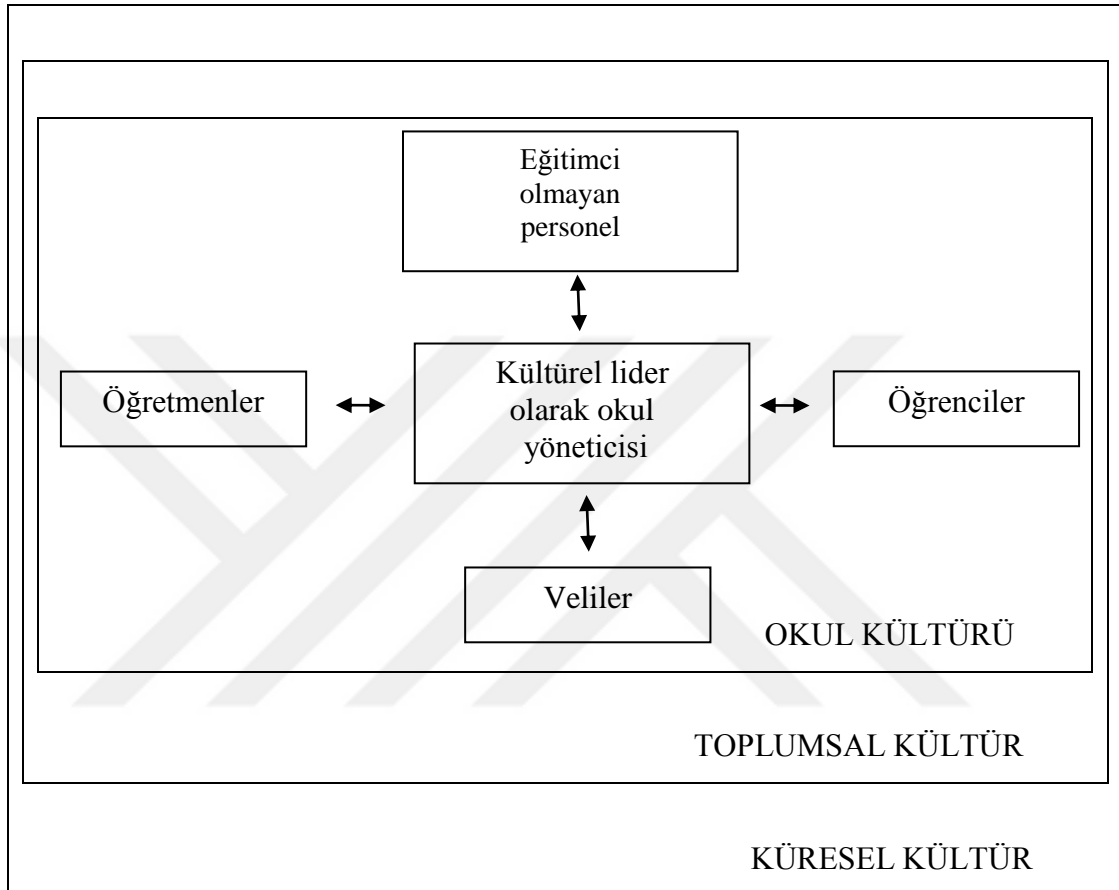 Eğitimci
olmayan
personel
Öğretmenler
Kültürel lider
olarak okul
yöneticisi
Öğrenciler
Veliler
OKUL KÜLTÜRÜ
TOPLUMSAL KÜLTÜR
KÜRESEL KÜLTÜR